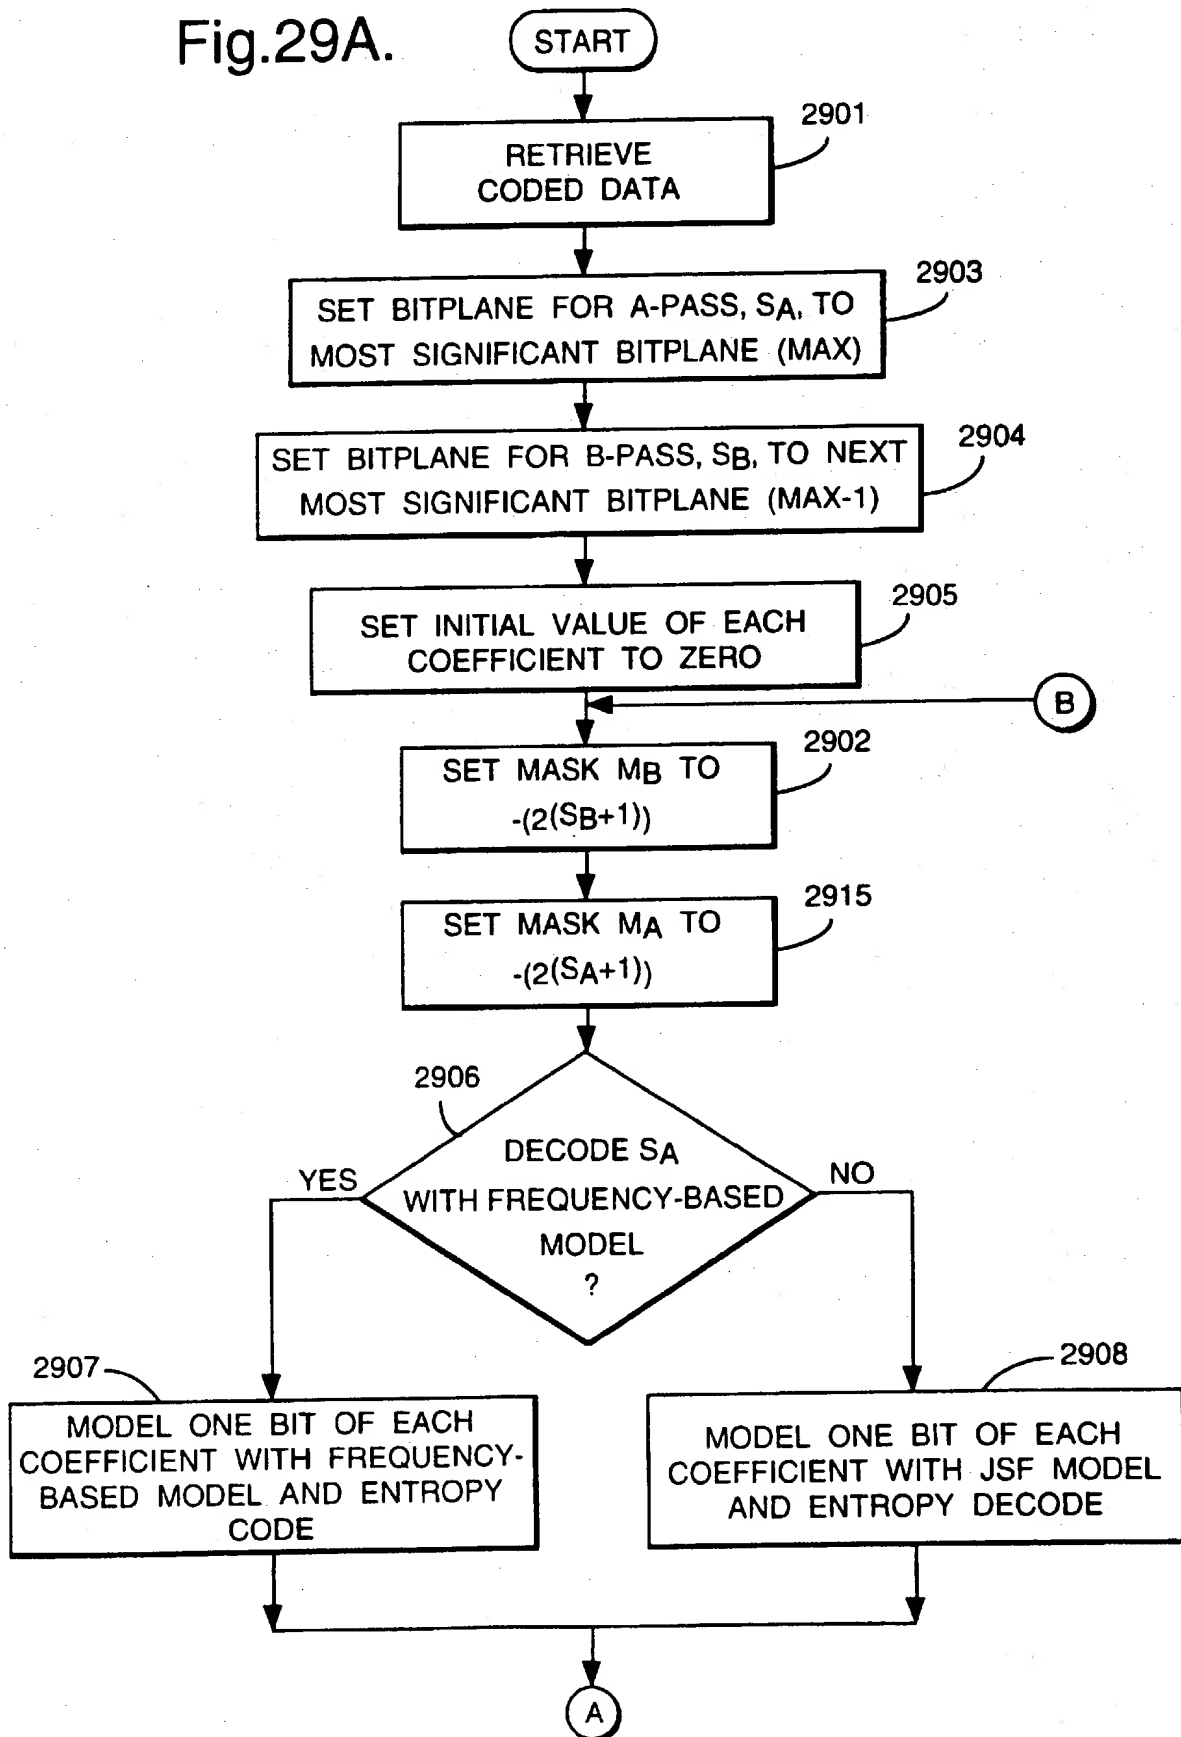 Fig.29A.
START
2901
RETRIEVE
CODED DATA
2903
SET BITPLANE FOR A-PASS, SA, TO
MOST SIGNIFICANT BITPLANE (MAX)
2904
SET BITPLANE FOR B-PASS, SB, TO NEXT
MOST SIGNIFICANT BITPLANE (MAX-1)
2905
SET INITIAL VALUE OF EACH
COEFFICIENT TO ZERO
B
2902
SET MASK MB TO
-(2(SB+1))
2915
SET MASK MA TO
-(2(SA+1))
2906
DECODE SA
WITH FREQUENCY-BASED
MODEL
?
YES
NO
2907
MODEL ONE BIT OF EACH
COEFFICIENT WITH FREQUENCY-
BASED MODEL AND ENTROPY
CODE
2908
MODEL ONE BIT OF EACH
COEFFICIENT WITH JSF MODEL
AND ENTROPY DECODE
A